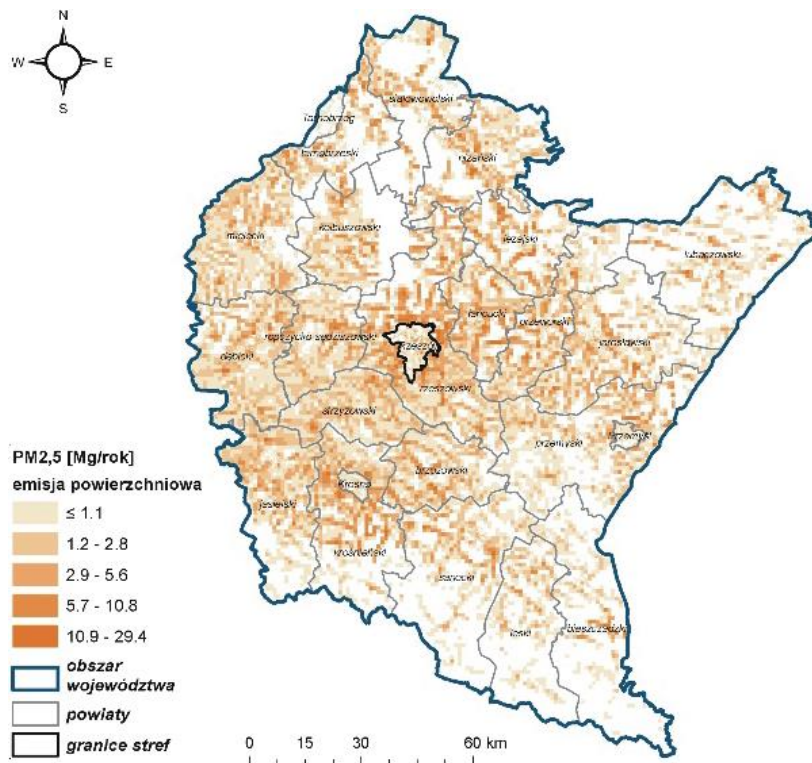 N
W E
S
stalowowolski
Tarnobrzeg
tarnobrzeski
niżański
mielecki
kolbuszowski
leżajski
lubaczowski
ropczycko-sędziszowski
łańcucki
przeworski
jarosławski
dębicki
Rzeszów
rzeszowski
strzyżowski
przemyski
Przemyśl
PM2,5 [Mg/rok]
emisja powierzchniowa
≤ 1.1
1.2 - 2.8
2.9 - 5.6
5.7 - 10.8
10.9 - 29.4
brzozowski
Krosno
jasielski
krośnieński
sanocki
leski
bieszczadzki
obszar
województwa
powiaty
granice stref
0 15 30 60 km